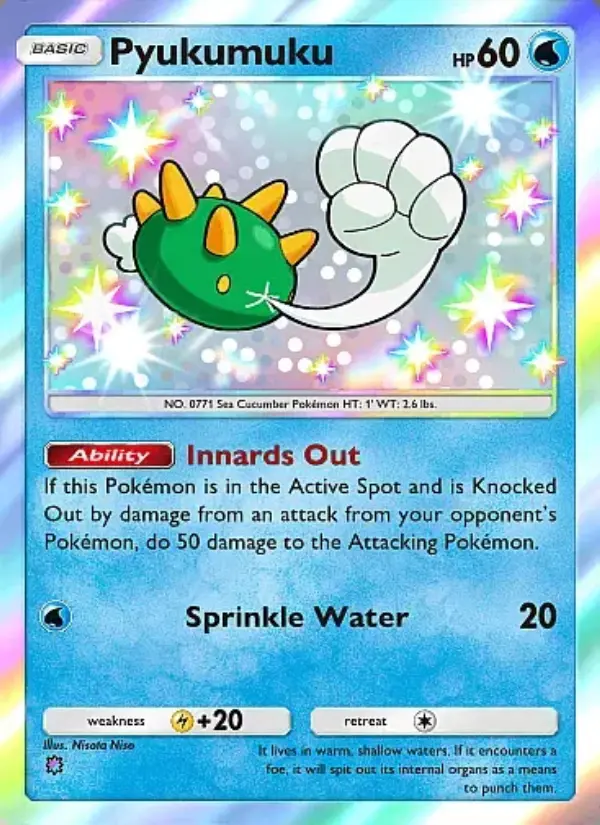 BASIC Pyukumuku HP 60
NO. 0771 Sea Cucumber Pokémon HT: 1' WT: 2.6 lbs.
Ability Innards Out
If this Pokémon is in the Active Spot and is Knocked
Out by damage from an attack from your opponent's
Pokémon, do 50 damage to the Attacking Pokémon.
Sprinkle Water 20
weakness +20 retreat
Illus. Nisota Niso
It lives in warm, shallow waters. If it encounters a
foe, it will spit out its internal organs as a means
to punch them.